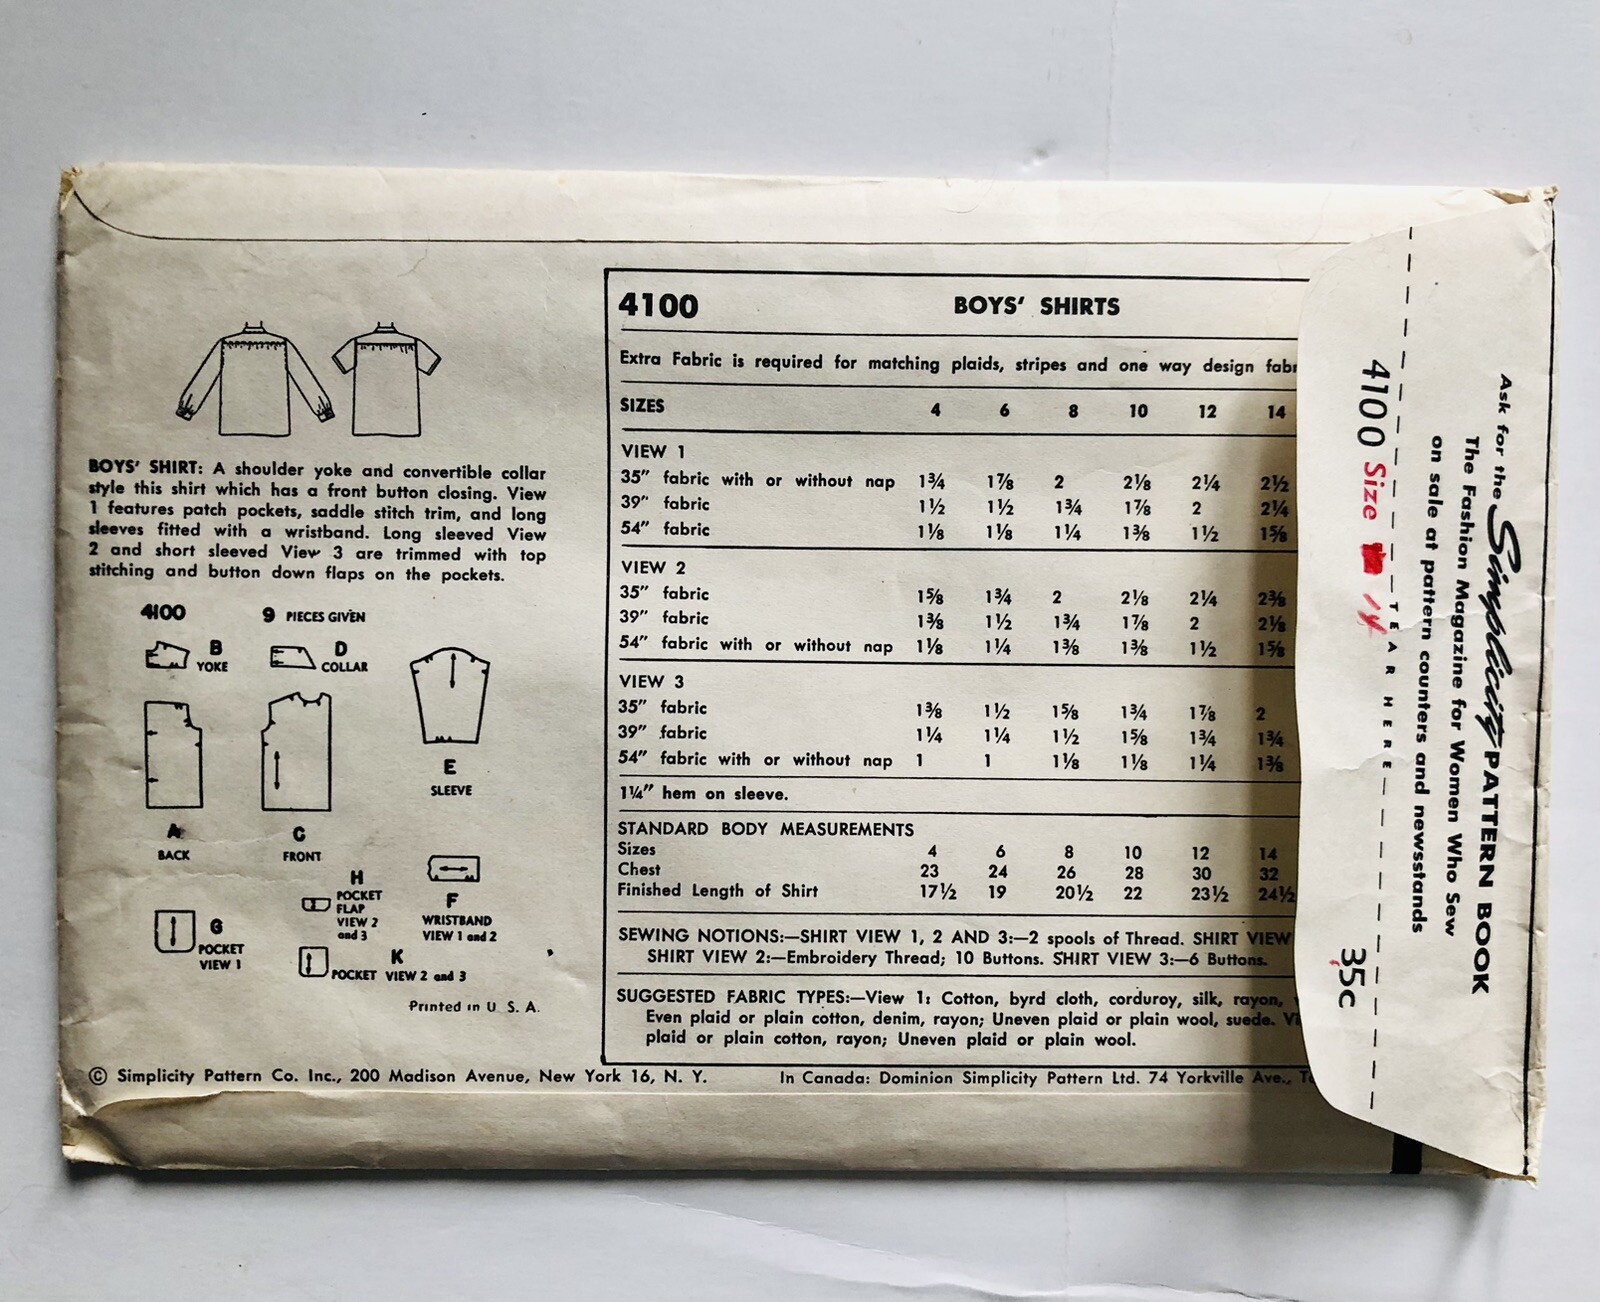 BOYS' SHIRT: A shoulder yoke and convertible collar
style this shirt which has a front button closing. View
1 features patch pockets, saddle stitch trim, and long
sleeves fitted with a wristband. Long sleeved View
2 and short sleeved View 3 are trimmed with top
stitching and button down flaps on the pockets.
4100 9 PIECES GIVEN
B
YOKE
D
COLLAR
E
SLEEVE
A
BACK
C
FRONT
H
POCKET
FLAP
VIEW 2
and 3
F
WRISTBAND
VIEW 1 and 2
G
POCKET
VIEW 1
K
POCKET VIEW 2 and 3
Printed in U. S. A.
4100 BOYS' SHIRTS
Extra Fabric is required for matching plaids, stripes and one way design
SIZES 4 6 8 10 12 14
VIEW 1
35" fabric with or without nap 1¾ 1⅞ 2 2⅛ 2¼ 2½
39" fabric 1½ 1½ 1¾ 1⅞ 2 2¼
54" fabric 1⅛ 1⅛ 1¼ 1⅜ 1½ 1⅝
VIEW 2
35" fabric 1⅝ 1¾ 2 2⅛ 2¼ 2⅜
39" fabric 1⅜ 1½ 1¾ 1⅞ 2 2⅛
54" fabric with or without nap 1⅛ 1¼ 1⅜ 1⅜ 1½ 1⅝
VIEW 3
35" fabric 1⅜ 1½ 1⅝ 1¾ 1⅞ 2
39" fabric 1¼ 1¼ 1½ 1⅝ 1¾ 1¾
54" fabric with or without nap 1 1 1⅛ 1⅛ 1¼ 1⅜
1¼" hem on sleeve.
STANDARD BODY MEASUREMENTS
Sizes 4 6 8 10 12 14
Chest 23 24 26 28 30 32
Finished Length of Shirt 17½ 19 20½ 22 23½ 24½
SEWING NOTIONS:—SHIRT VIEW 1, 2 AND 3:—2 spools of Thread. SHIRT VIEW
SHIRT VIEW 2:—Embroidery Thread; 10 Buttons. SHIRT VIEW 3:—6 Buttons.
SUGGESTED FABRIC TYPES:—View 1: Cotton, byrd cloth, corduroy, silk, rayon,
Even plaid or plain cotton, denim, rayon; Uneven plaid or plain wool, suede.
plaid or plain cotton, rayon; Uneven plaid or plain wool.
© Simplicity Pattern Co. Inc., 200 Madison Avenue, New York 16, N. Y. In Canada: Dominion Simplicity Pattern Ltd. 74 Yorkville Ave.,
Ask for the Simplicity PATTERN BOOK
The Fashion Magazine for Women Who Sew
on sale at pattern counters and newsstands
TEAR HERE
4100 Size 14 35c